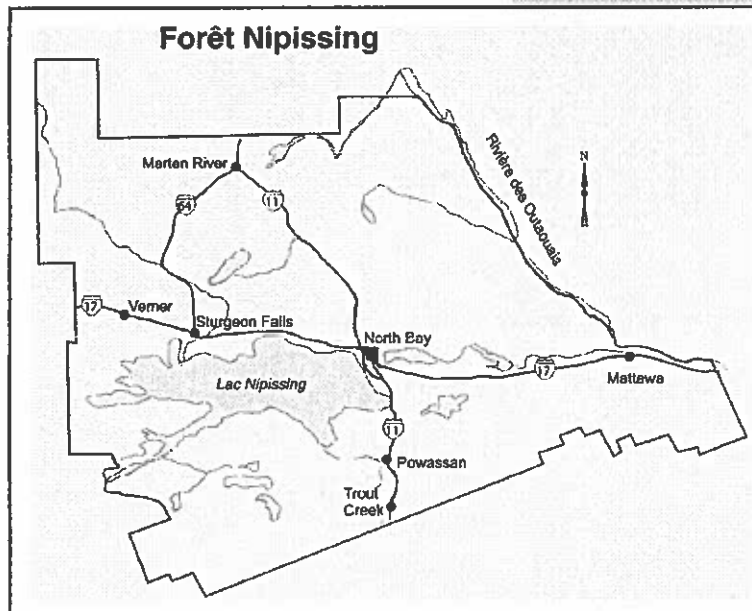 Forêt Nipissing
Marten River
64
11
Rivière des Outaouais
N
17
Verner
Sturgeon Falls
North Bay
Lac Nipissing
17
Mattawa
11
Powassan
Trout
Creek